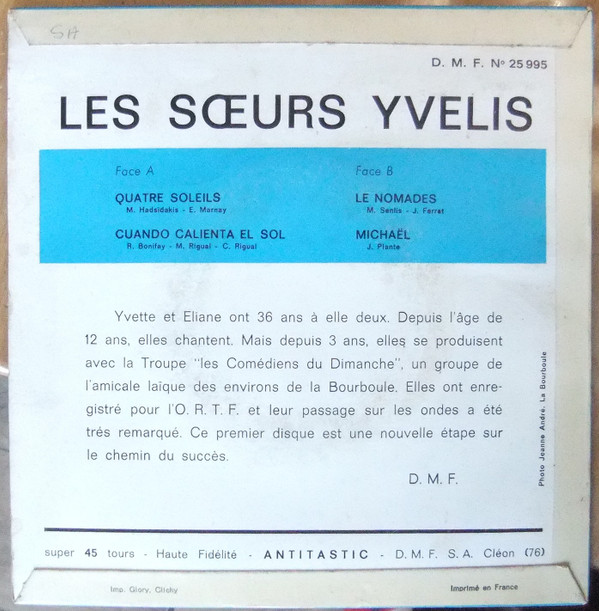 SA
D. M. F. Nº 25 995
LES SŒURS YVELIS
Face A
QUATRE SOLEILS
M. Hadsidakis - E. Marnay
CUANDO CALIENTA EL SOL
R. Bonifay - M. Rigual - C. Rigual
Face B
LE NOMADES
M. Senlis - J. Ferrat
MICHAËL
J. Plante
Yvette et Eliane ont 36 ans à elle deux. Depuis l'âge de
12 ans, elles chantent. Mais depuis 3 ans, elles se produisent
avec la Troupe "les Comédiens du Dimanche", un groupe de
l'amicale laïque des environs de la Bourboule. Elles ont enre-
gistré pour l'O. R. T. F. et leur passage sur les ondes a été
trés remarqué. Ce premier disque est une nouvelle étape sur
le chemin du succès.
D. M. F.
Photo Jeanne André, La Bourboule
super 45 tours - Haute Fidélité - ANTITASTIC - D. M. F. S. A. Cléon (76)
Imp. Glory, Clichy
Imprimé en France